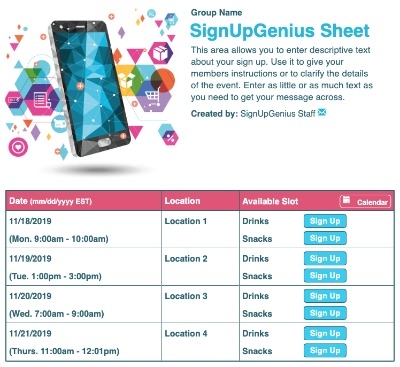 Group Name
SignUpGenius Sheet
This area allows you to enter descriptive text
about your sign up. Use it to give your
members instructions or to clarify the details
of the event. Enter as little or as much text as
you need to get your message across.
Created by: SignUpGenius Staff
Date (mm/dd/yyyy EST) Location Available Slot Calendar
11/18/2019 Location 1 Drinks Sign Up
(Mon. 9:00am - 10:00am) Snacks Sign Up
11/19/2019 Location 2 Drinks Sign Up
(Tue. 1:00pm - 3:00pm) Snacks Sign Up
11/20/2019 Location 3 Drinks Sign Up
(Wed. 7:00am - 9:00am) Snacks Sign Up
11/21/2019 Location 4 Drinks Sign Up
(Thurs. 11:00am - 12:01pm) Snacks Sign Up